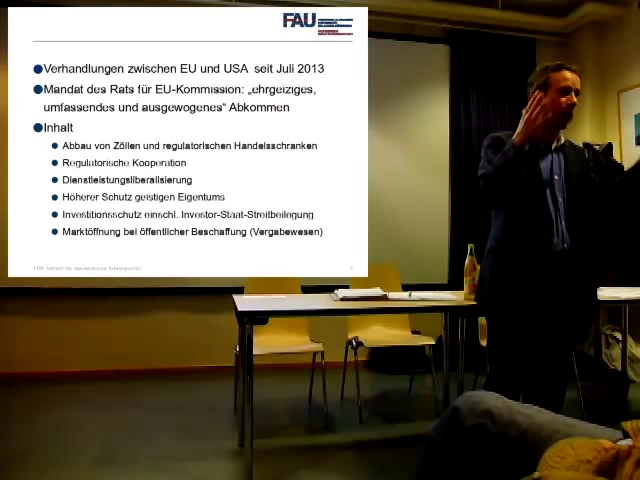 FAU
Verhandlungen zwischen EU und USA seit Juli 2013
Mandat des Rats für EU-Kommission: „ehrgeiziges,
umfassendes und ausgewogenes“ Abkommen
Inhalt
Abbau von Zöllen und regulatorischen Handelsschranken
Regulatorische Kooperation
Dienstleistungsliberalisierung
Höherer Schutz geistigen Eigentums
Investitionsschutz einschl. Investor-Staat-Streitbeilegung
Marktöffnung bei öffentlicher Beschaffung (Vergabewesen)